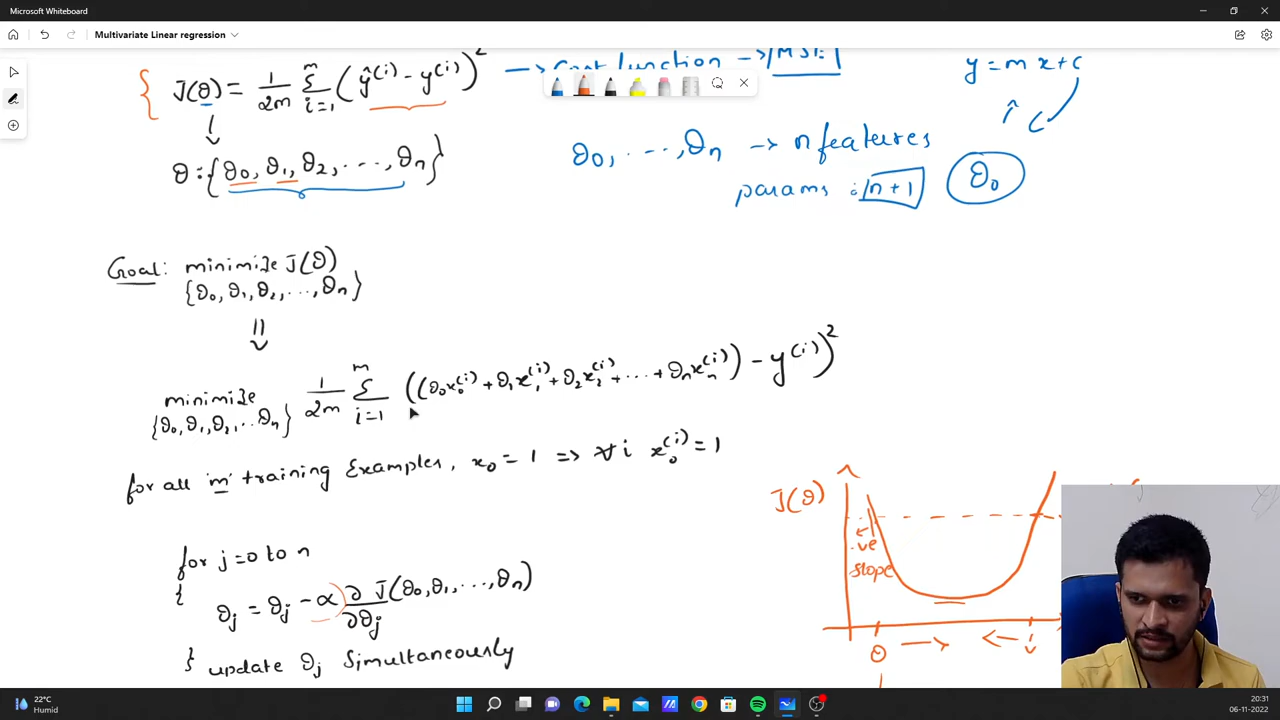 Microsoft Whiteboard
Multivariate Linear regression
J(θ) = 1/2m Σ_{i=1}^{m} (ŷ^(i) - y^(i))^2 → Cost function → MSE
y = mx + c
θ : {θ0, θ1, θ2, ..., θn}
θ0, ..., θn → n features
params : n+1
θ0
Goal: minimize J(θ)
{θ0, θ1, θ2, ..., θn}
minimize 1/2m Σ_{i=1}^{m} ((θ0x0^(i) + θ1x1^(i) + θ2x2^(i) + ... + θnxn^(i)) - y^(i))^2
{θ0, θ1, θ2, ..θn}
for all 'm' training Examples, x0 = 1 => ∀i x0^(i) = 1
for j=0 to n
{
θj = θj - α ∂/∂θj J(θ0, θ1, ..., θn)
} update θj Simultaneously
J(θ)
-ve
slope
θ
22°C
Humid
20:31
06-11-2022